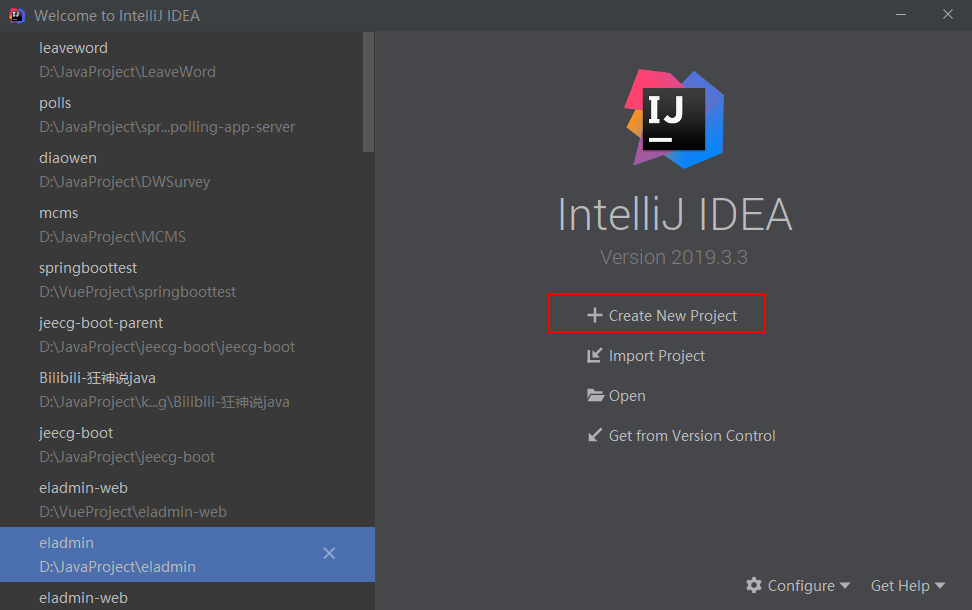 Welcome to IntelliJ IDEA
leaveword
D:\JavaProject\LeaveWord
polls
D:\JavaProject\spr...polling-app-server
diaowen
D:\JavaProject\DWSurvey
mcms
D:\JavaProject\MCMS
springboottest
D:\VueProject\springboottest
jeecg-boot-parent
D:\JavaProject\jeecg-boot\jeecg-boot
Bilibili-狂神说java
D:\JavaProject\k...g\Bilibili-狂神说java
jeecg-boot
D:\JavaProject\jeecg-boot
eladmin-web
D:\VueProject\eladmin-web
eladmin
D:\JavaProject\eladmin
eladmin-web
IJ
IntelliJ IDEA
Version 2019.3.3
Create New Project
Import Project
Open
Get from Version Control
Configure
Get Help